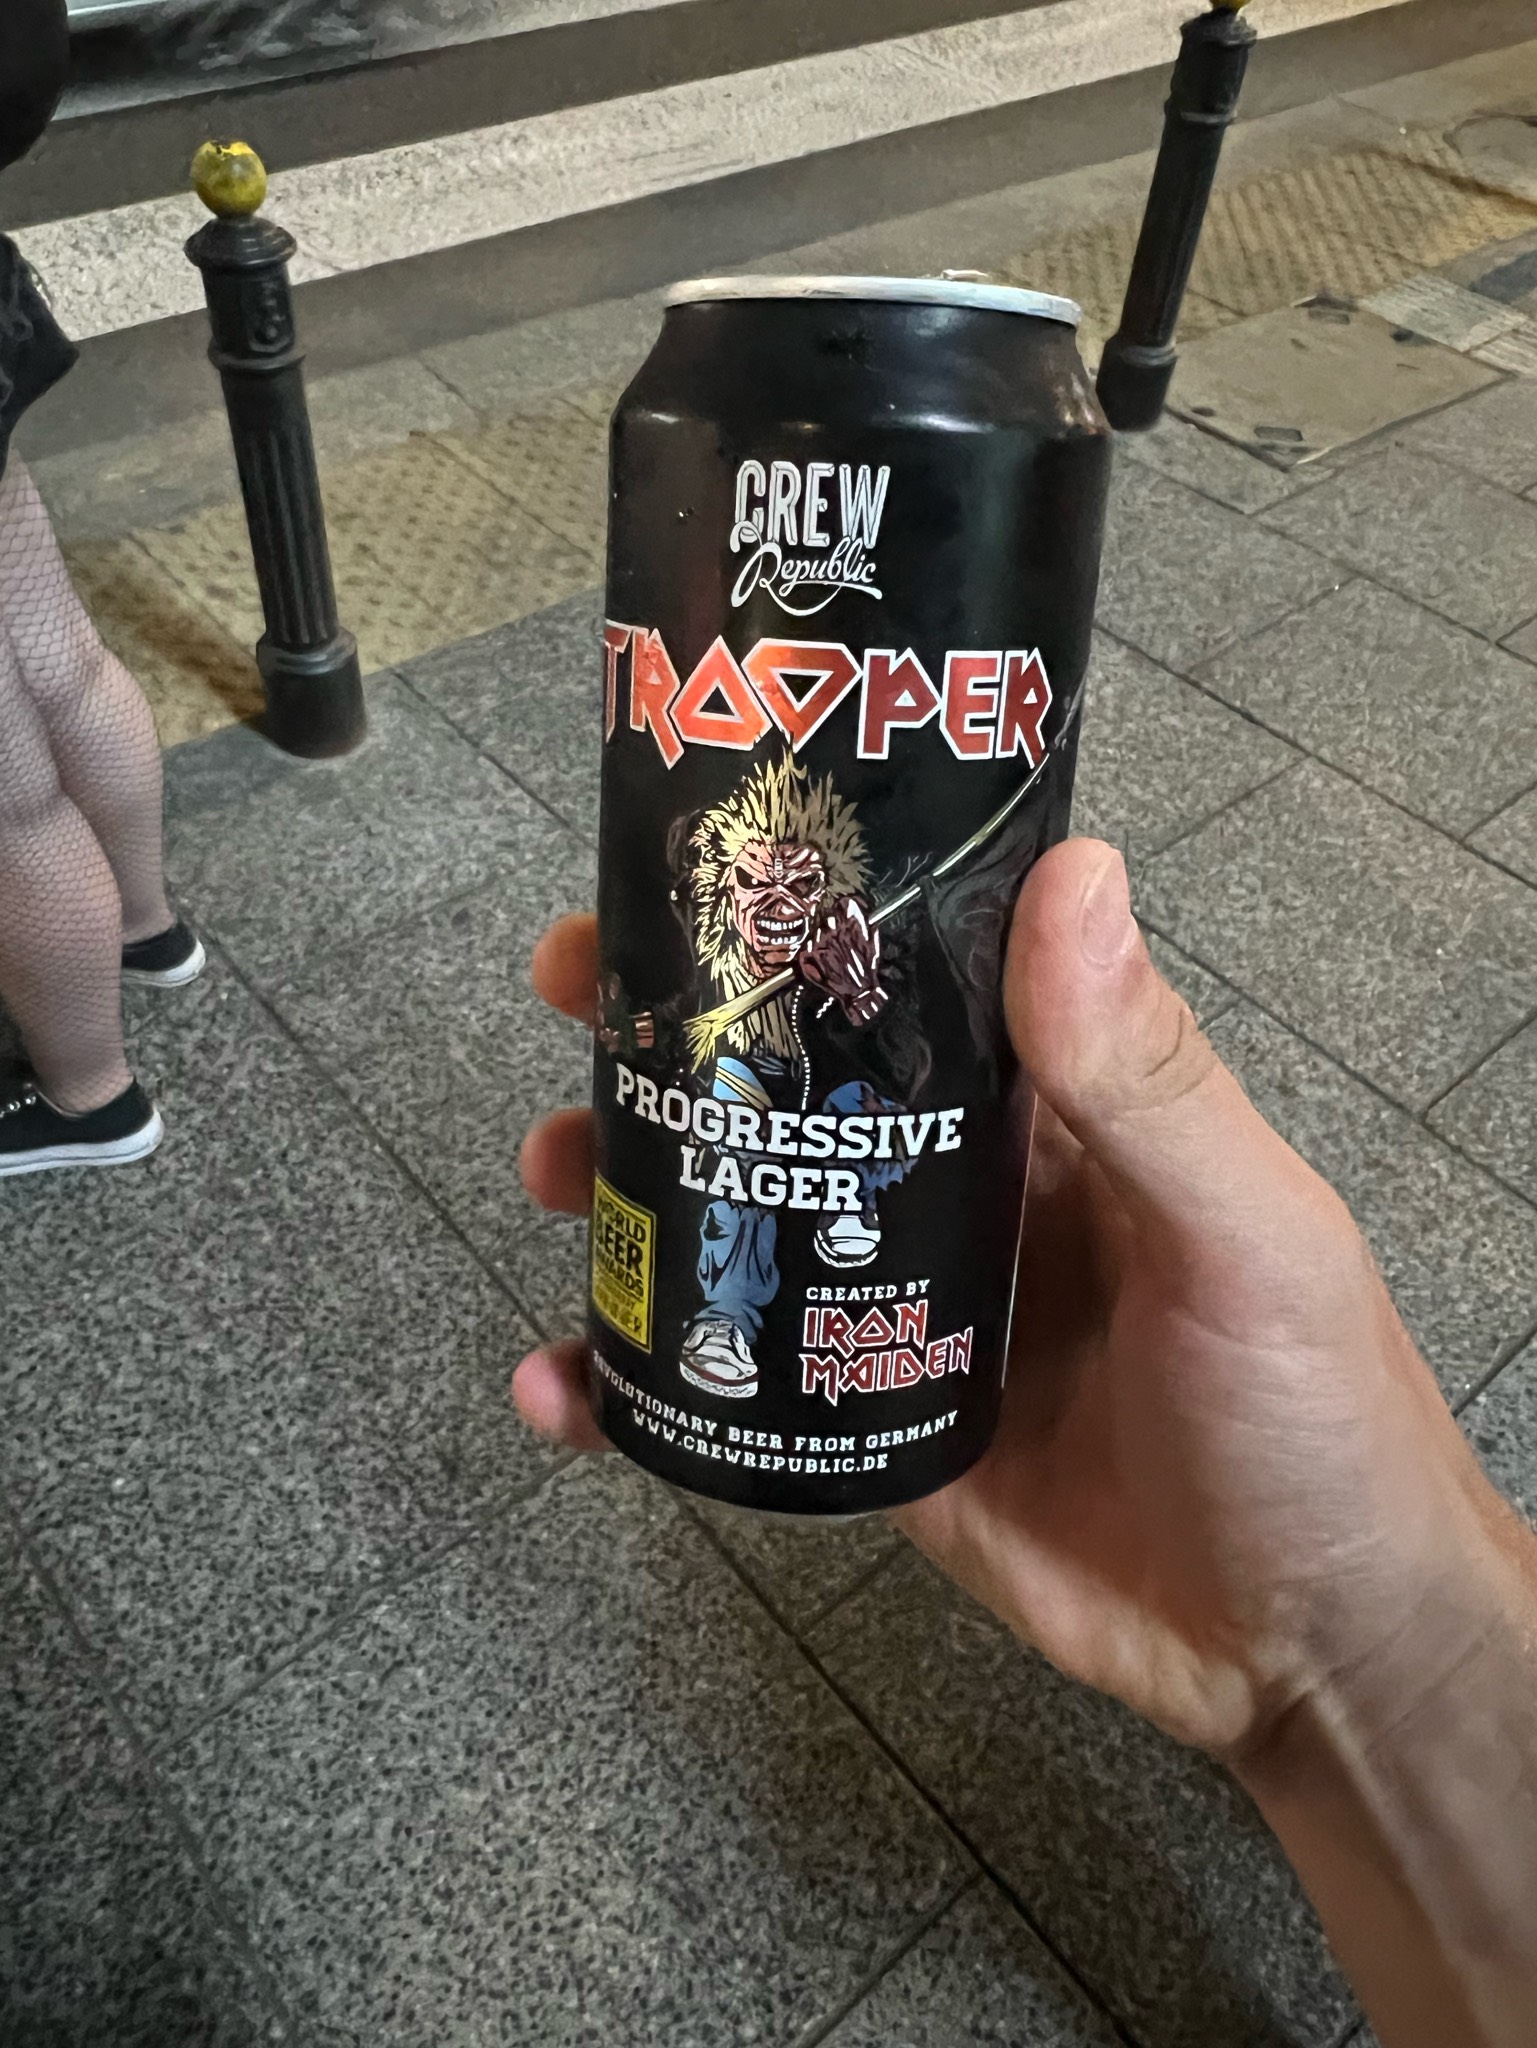 CREW
Republic
TROOPER
PROGRESSIVE
LAGER
WORLD
BEER
AWARDS
CREATED BY
IRON
MAIDEN
REVOLUTIONARY BEER FROM GERMANY
WWW.CREWREPUBLIC.DE